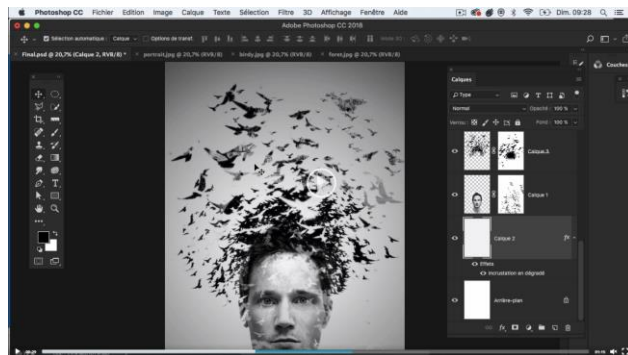 Photoshop CC Fichier Edition Image Calque Texte Sélection Filtre 3D Affichage Fenêtre Aide Dim. 09:28
Adobe Photoshop CC 2018
Sélection automatique : Calque Options de transf.
Final.psd @ 20,7% (Calque 2, RVB/8) * portrait.jpg @ 20,7% (RVB/8) birdy.jpg @ 20,7% (RVB/8) foret.jpg @ 20,7% (RVB/8)
Couches
Calques
Type
Normal Opacité : 100 %
Verrou : Fond : 100 %
Calque 3
Calque 1
Calque 2 fx
Effets
Incrustation en dégradé
Arrière-plan
fx